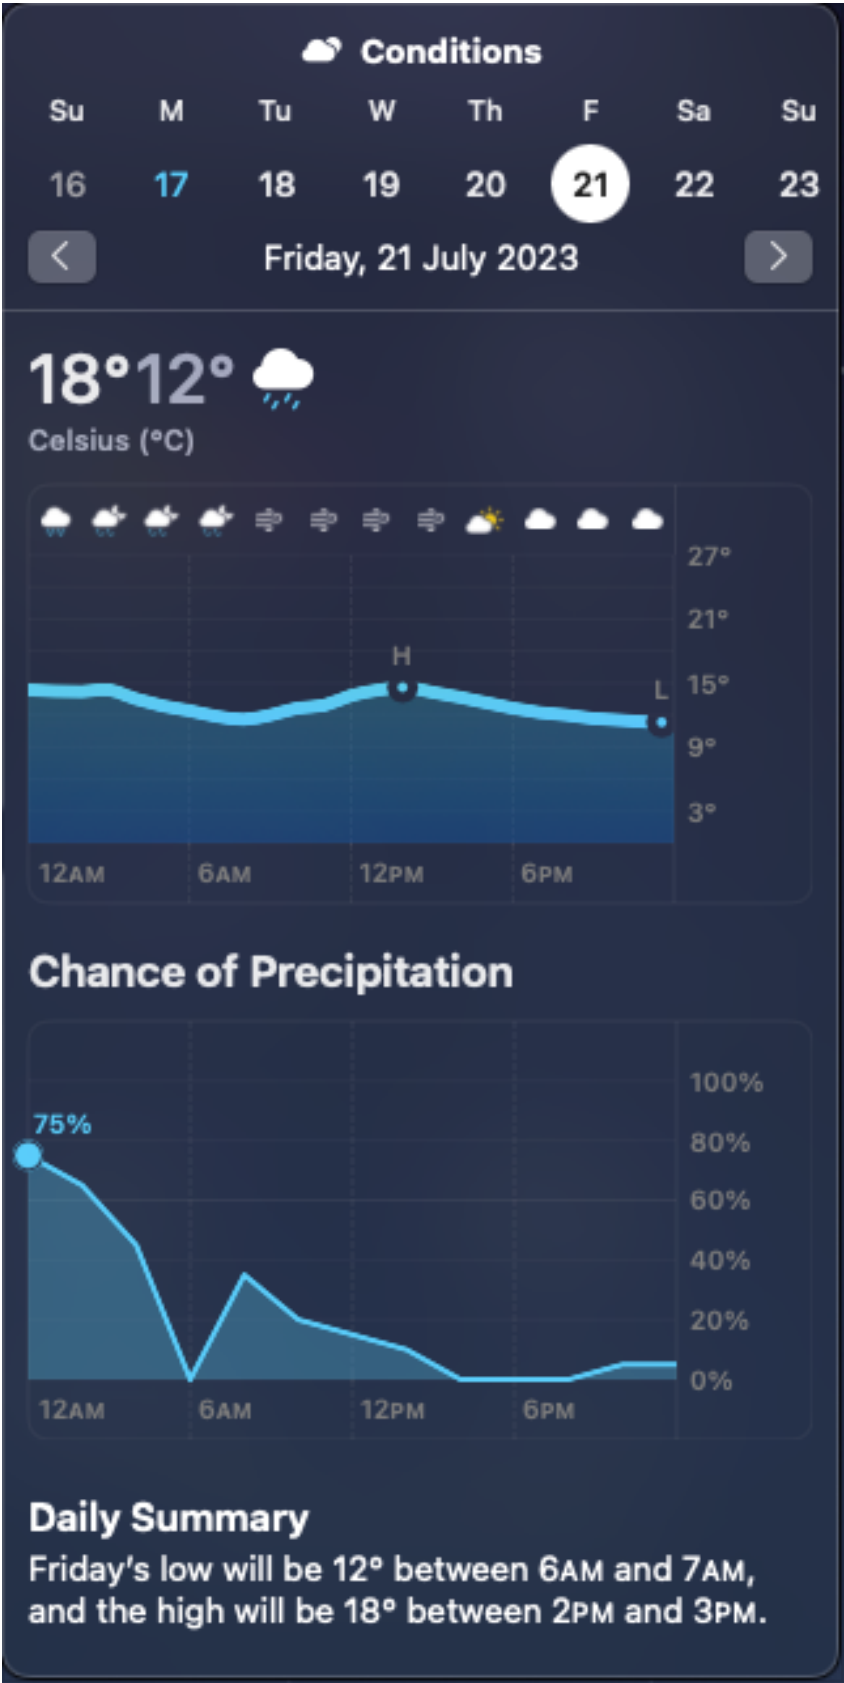 Conditions
Su M Tu W Th F Sa Su
16 17 18 19 20 21 22 23
Friday, 21 July 2023
18° 12°
Celsius (°C)
27°
21°
H
L 15°
9°
3°
12AM 6AM 12PM 6PM
Chance of Precipitation
100%
75%
80%
60%
40%
20%
0%
12AM 6AM 12PM 6PM
Daily Summary
Friday's low will be 12° between 6AM and 7AM,
and the high will be 18° between 2PM and 3PM.